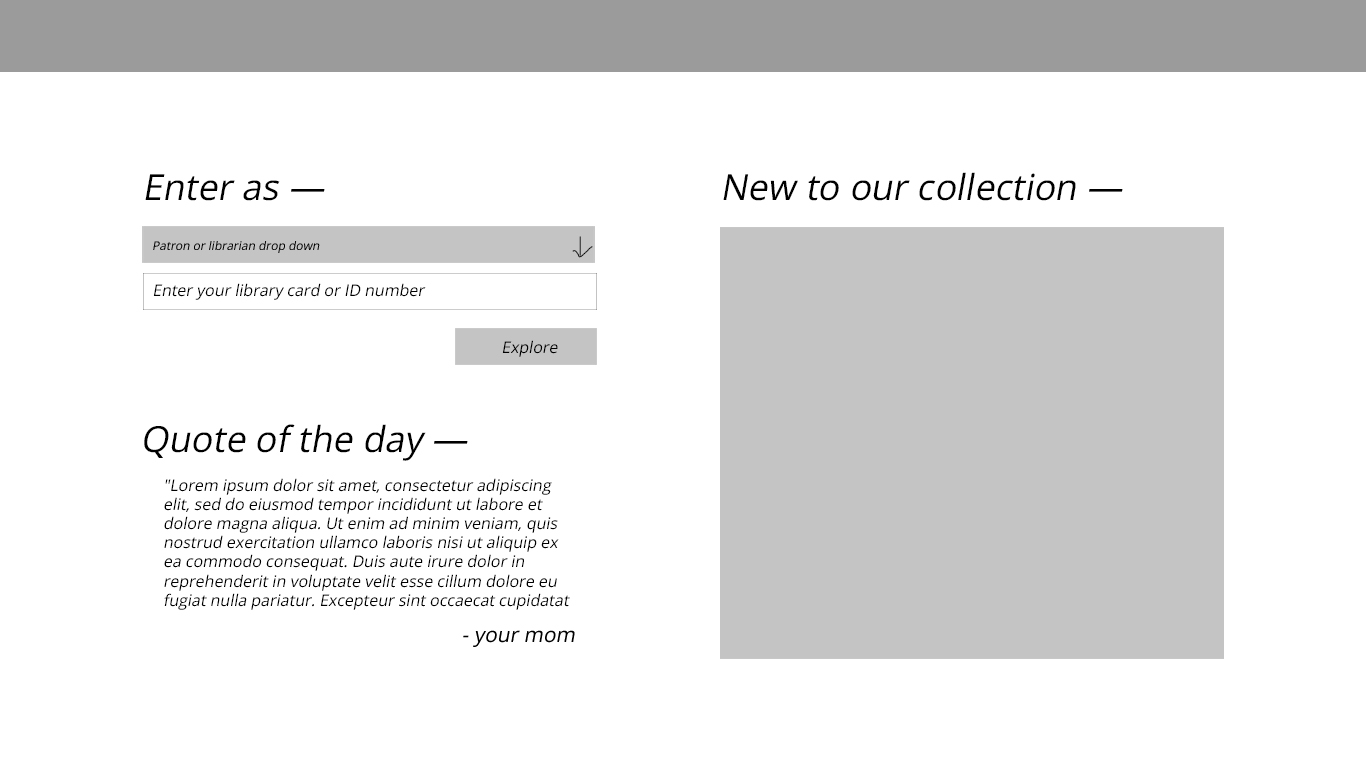 Enter as —
Patron or librarian drop down
Enter your library card or ID number
Explore
Quote of the day —
"Lorem ipsum dolor sit amet, consectetur adipiscing
elit, sed do eiusmod tempor incididunt ut labore et
dolore magna aliqua. Ut enim ad minim veniam, quis
nostrud exercitation ullamco laboris nisi ut aliquip ex
ea commodo consequat. Duis aute irure dolor in
reprehenderit in voluptate velit esse cillum dolore eu
fugiat nulla pariatur. Excepteur sint occaecat cupidatat
- your mom
New to our collection —